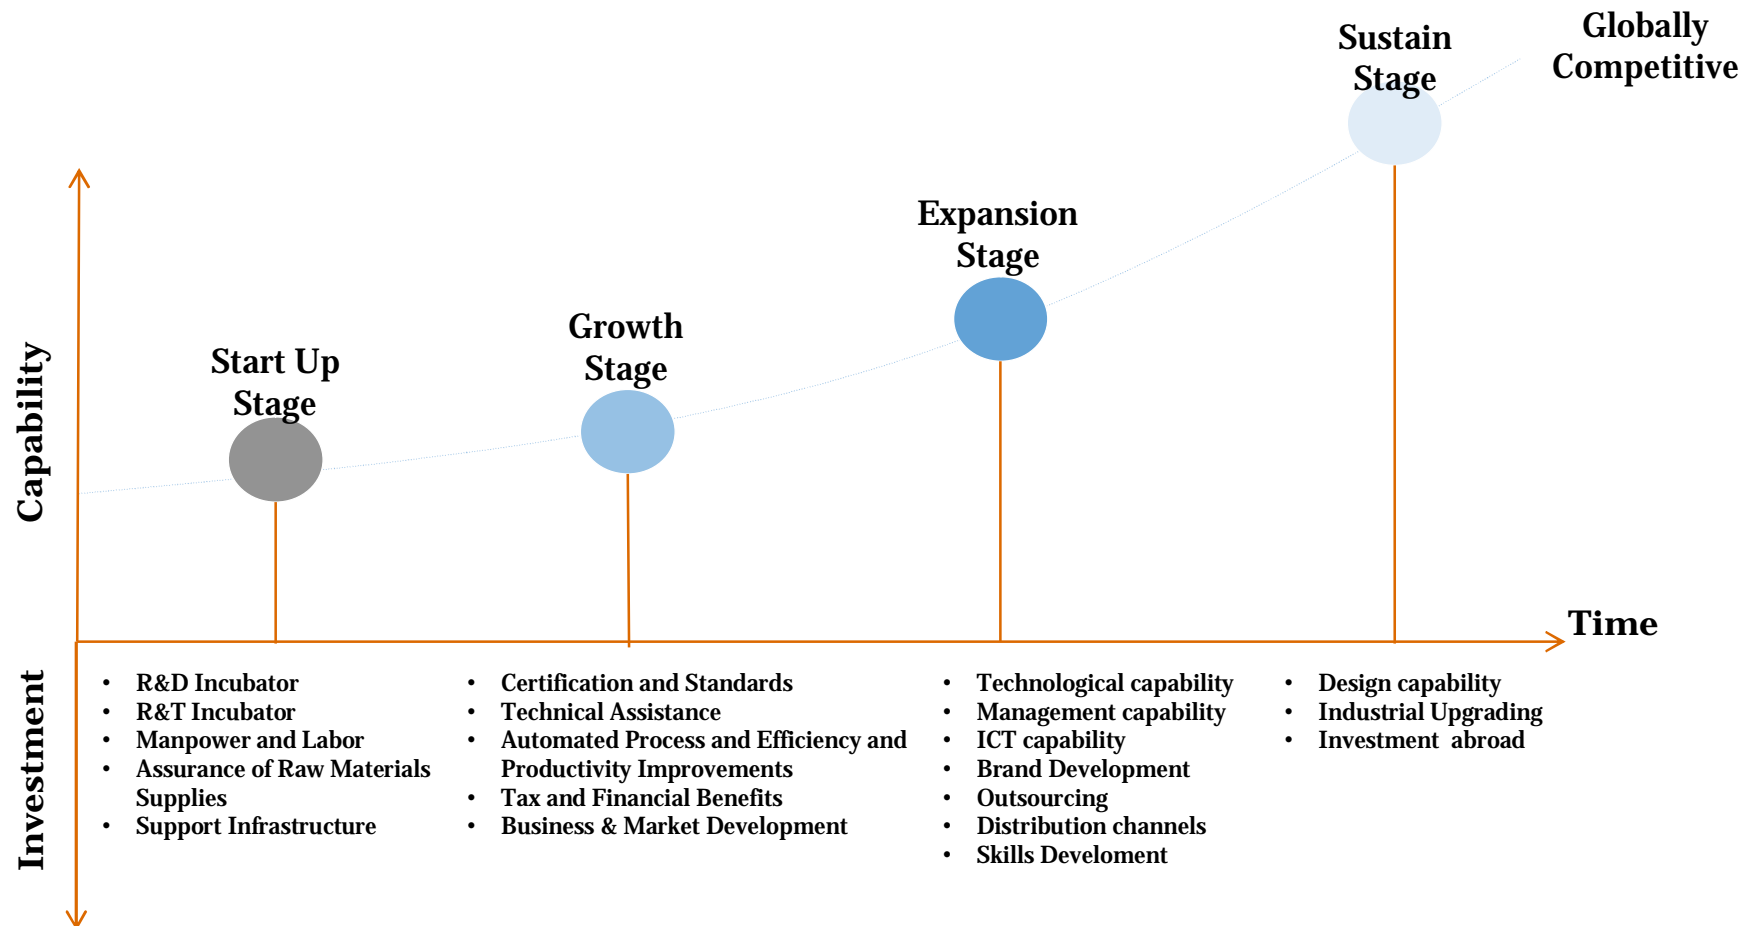 Globally
Competitive
Sustain
Stage
Expansion
Stage
Growth
Stage
Start Up
Stage
Capability
Time
Investment
• R&D Incubator
• R&T Incubator
• Manpower and Labor
• Assurance of Raw Materials
Supplies
• Support Infrastructure
• Certification and Standards
• Technical Assistance
• Automated Process and Efficiency and
Productivity Improvements
• Tax and Financial Benefits
• Business & Market Development
• Technological capability
• Management capability
• ICT capability
• Brand Development
• Outsourcing
• Distribution channels
• Skills Develoment
• Design capability
• Industrial Upgrading
• Investment abroad